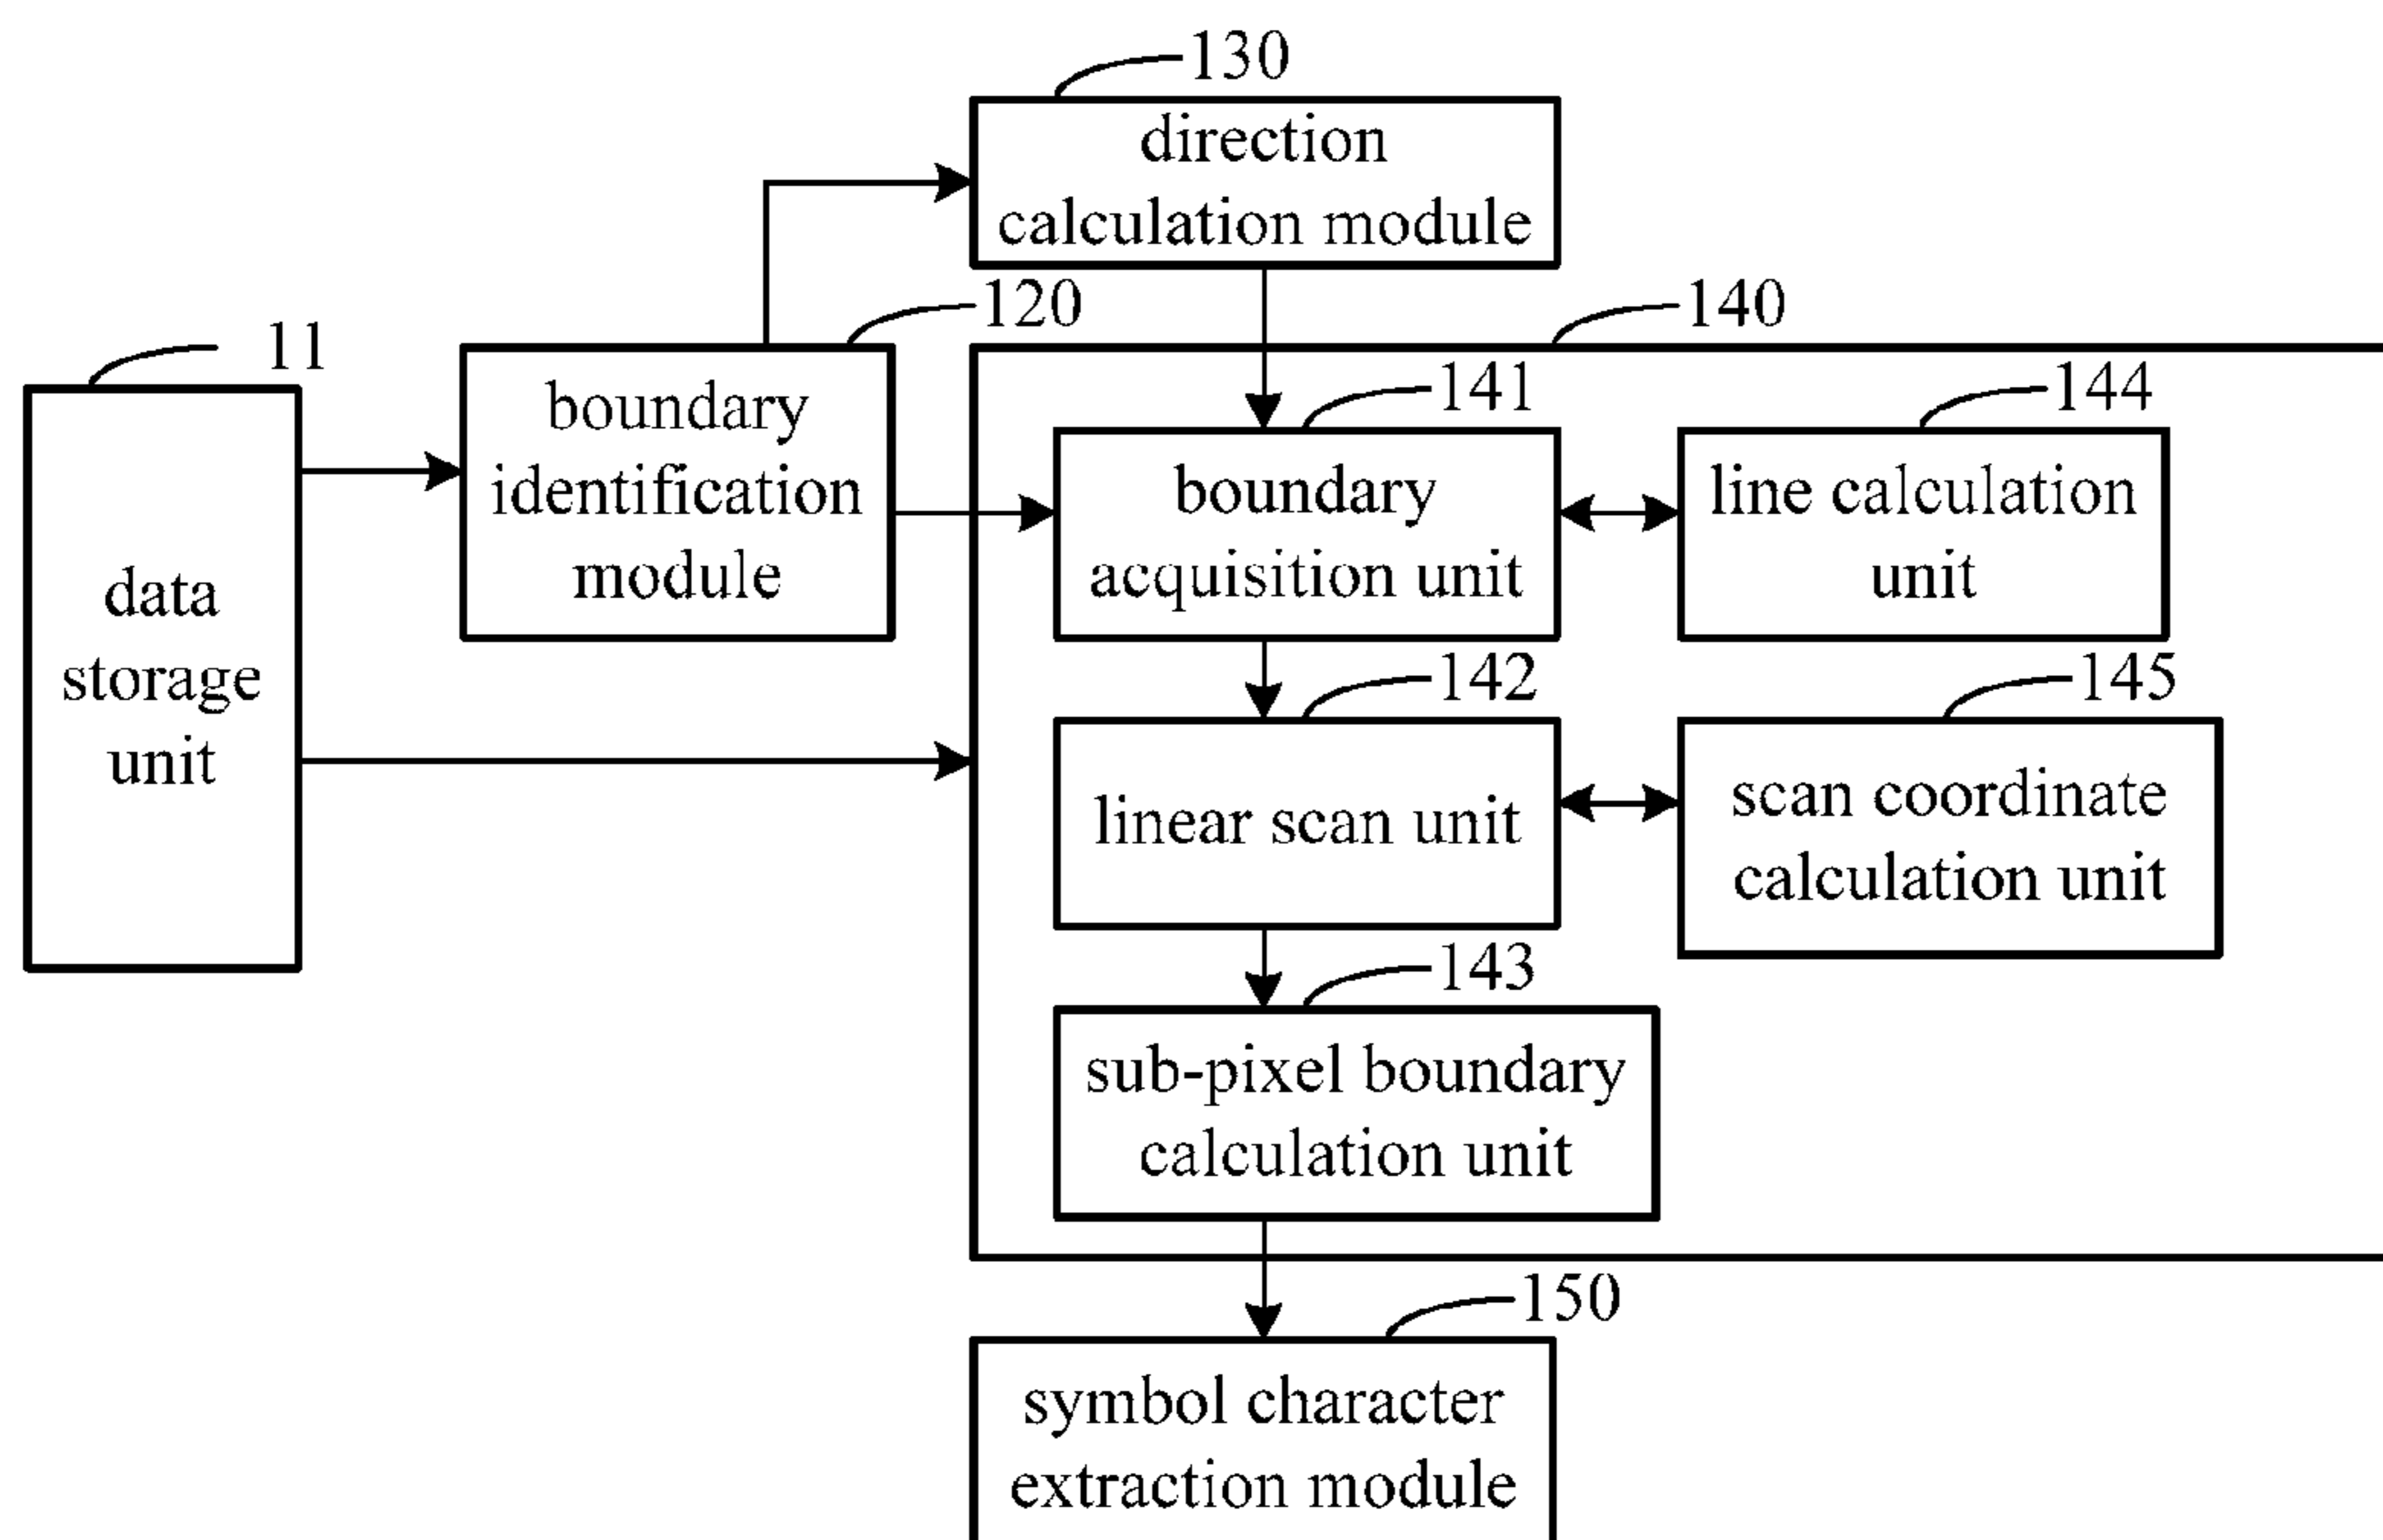 130
direction
calculation module
120
140
11
boundary
identification
module
141
144
boundary
acquisition unit
line calculation
unit
data
storage
unit
142
145
linear scan unit
scan coordinate
calculation unit
143
sub-pixel boundary
calculation unit
150
symbol character
extraction module